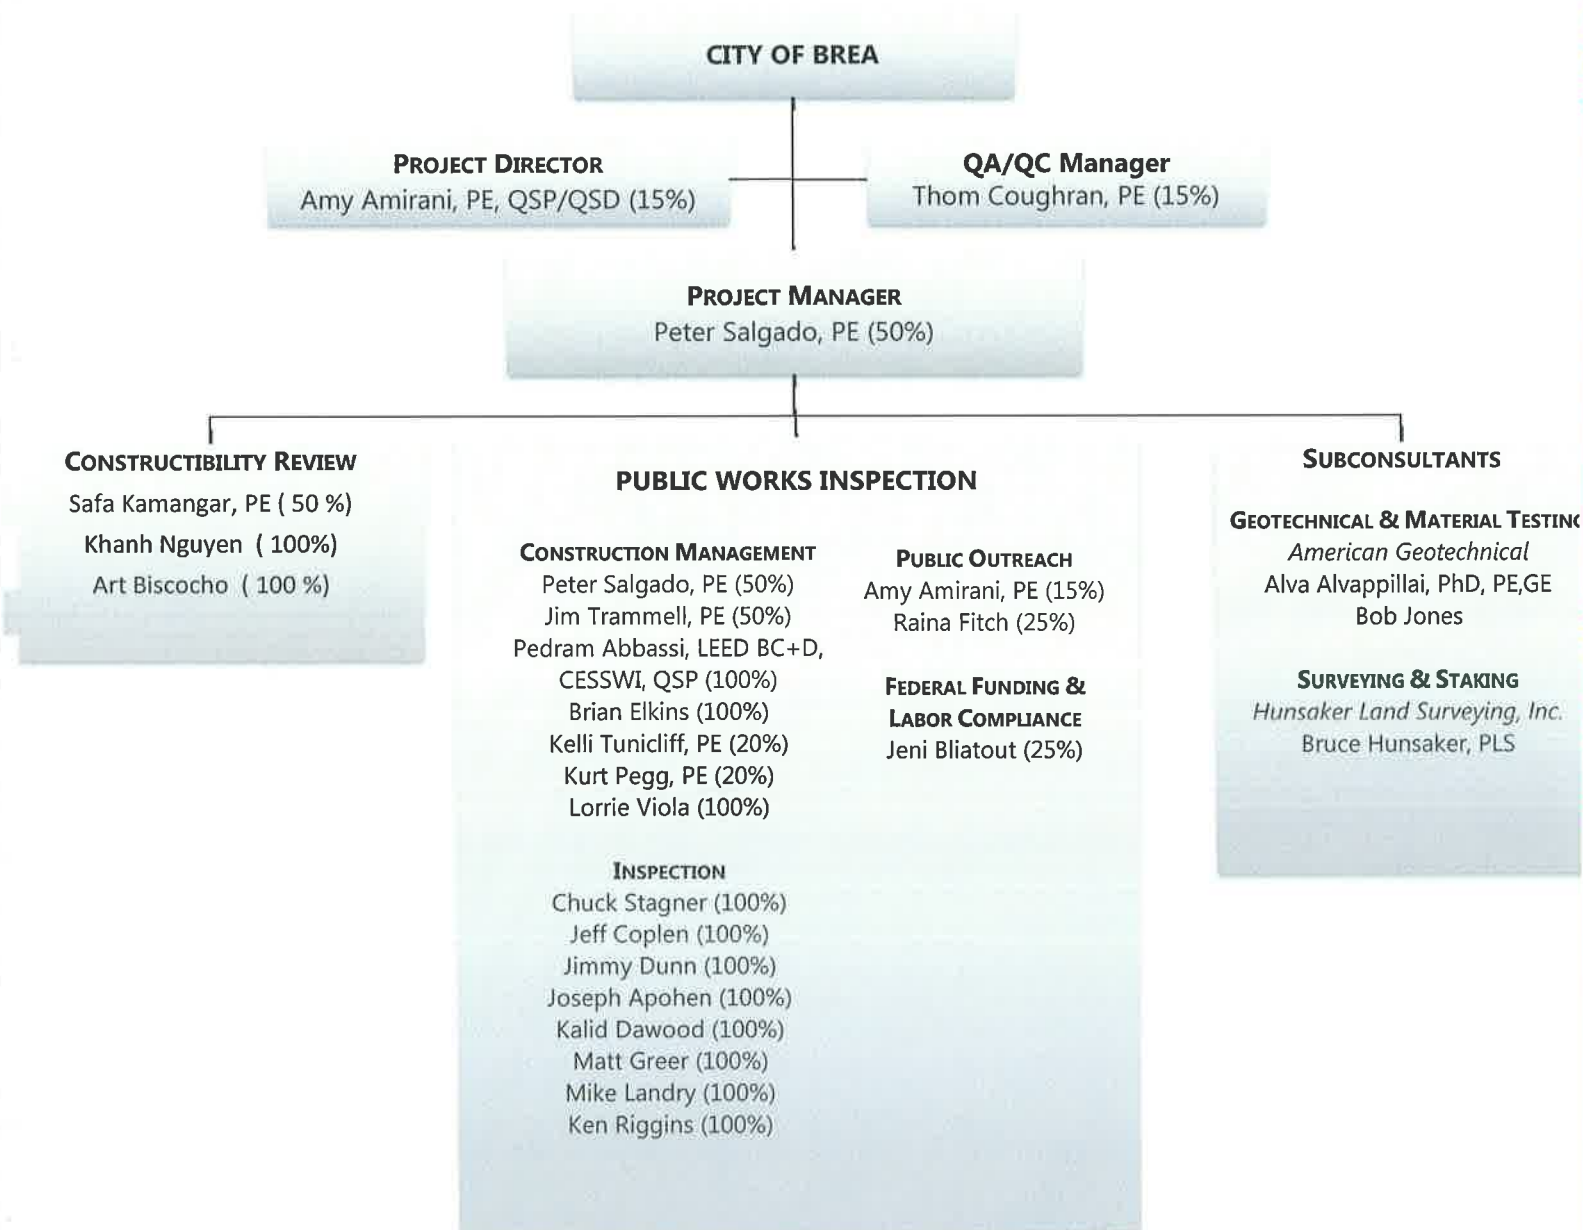 CITY OF BREA
PROJECT DIRECTOR
Amy Amirani, PE, QSP/QSD (15%)
QA/QC Manager
Thom Coughran, PE (15%)
PROJECT MANAGER
Peter Salgado, PE (50%)
CONSTRUCTIBILITY REVIEW
Safa Kamangar, PE ( 50 %)
Khanh Nguyen ( 100%)
Art Biscocho ( 100 %)
PUBLIC WORKS INSPECTION
CONSTRUCTION MANAGEMENT
Peter Salgado, PE (50%)
Jim Trammell, PE (50%)
Pedram Abbassi, LEED BC+D,
CESSWI, QSP (100%)
Brian Elkins (100%)
Kelli Tunicliff, PE (20%)
Kurt Pegg, PE (20%)
Lorrie Viola (100%)
INSPECTION
Chuck Stagner (100%)
Jeff Coplen (100%)
Jimmy Dunn (100%)
Joseph Apohen (100%)
Kalid Dawood (100%)
Matt Greer (100%)
Mike Landry (100%)
Ken Riggins (100%)
PUBLIC OUTREACH
Amy Amirani, PE (15%)
Raina Fitch (25%)
FEDERAL FUNDING &
LABOR COMPLIANCE
Jeni Bliatout (25%)
SUBCONSULTANTS
GEOTECHNICAL & MATERIAL TESTING
American Geotechnical
Alva Alvappillai, PhD, PE,GE
Bob Jones
SURVEYING & STAKING
Hunsaker Land Surveying, Inc.
Bruce Hunsaker, PLS